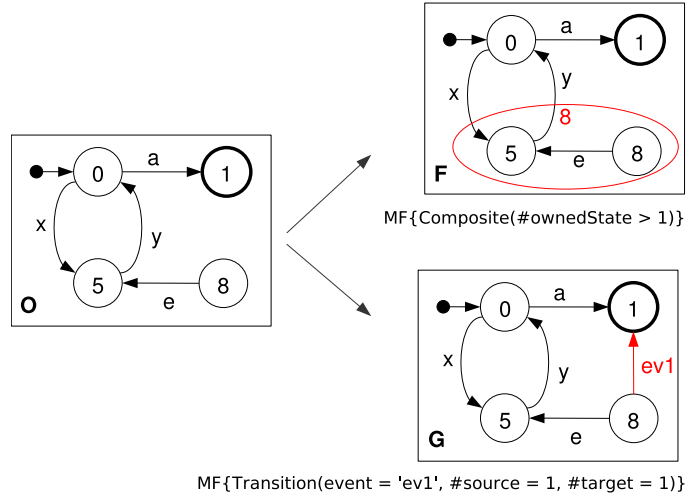 0
a
1
x
y
8
5
e
8
F
MF{Composite(#ownedState > 1)}
0
a
1
x
y
5
e
8
O
0
a
1
x
y
ev1
5
e
8
G
MF{Transition(event = 'ev1', #source = 1, #target = 1)}